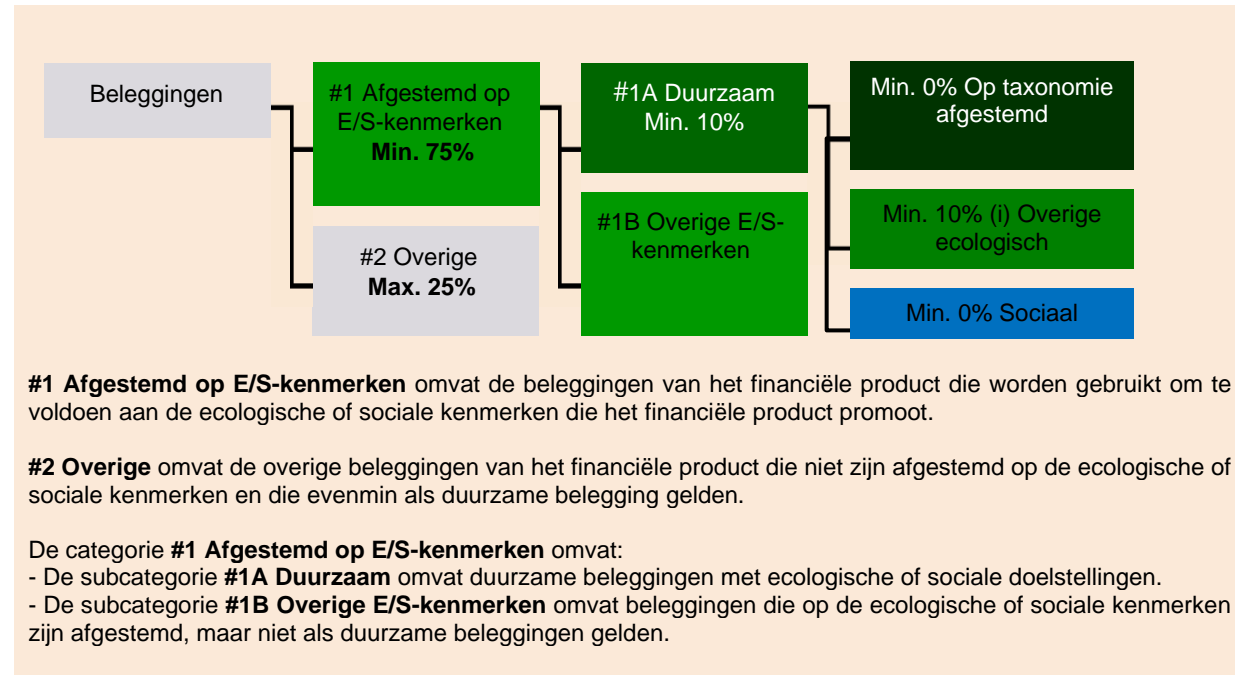 Beleggingen
#1 Afgestemd op
E/S-kenmerken
Min. 75%
#2 Overige
Max. 25%
#1A Duurzaam
Min. 10%
#1B Overige E/S-
kenmerken
Min. 0% Op taxonomie
afgestemd
Min. 10% (i) Overige
ecologisch
Min. 0% Sociaal
#1 Afgestemd op E/S-kenmerken omvat de beleggingen van het financiële product die worden gebruikt om te
voldoen aan de ecologische of sociale kenmerken die het financiële product promoot.
#2 Overige omvat de overige beleggingen van het financiële product die niet zijn afgestemd op de ecologische of
sociale kenmerken en die evenmin als duurzame belegging gelden.
De categorie #1 Afgestemd op E/S-kenmerken omvat:
- De subcategorie #1A Duurzaam omvat duurzame beleggingen met ecologische of sociale doelstellingen.
- De subcategorie #1B Overige E/S-kenmerken omvat beleggingen die op de ecologische of sociale kenmerken
zijn afgestemd, maar niet als duurzame beleggingen gelden.